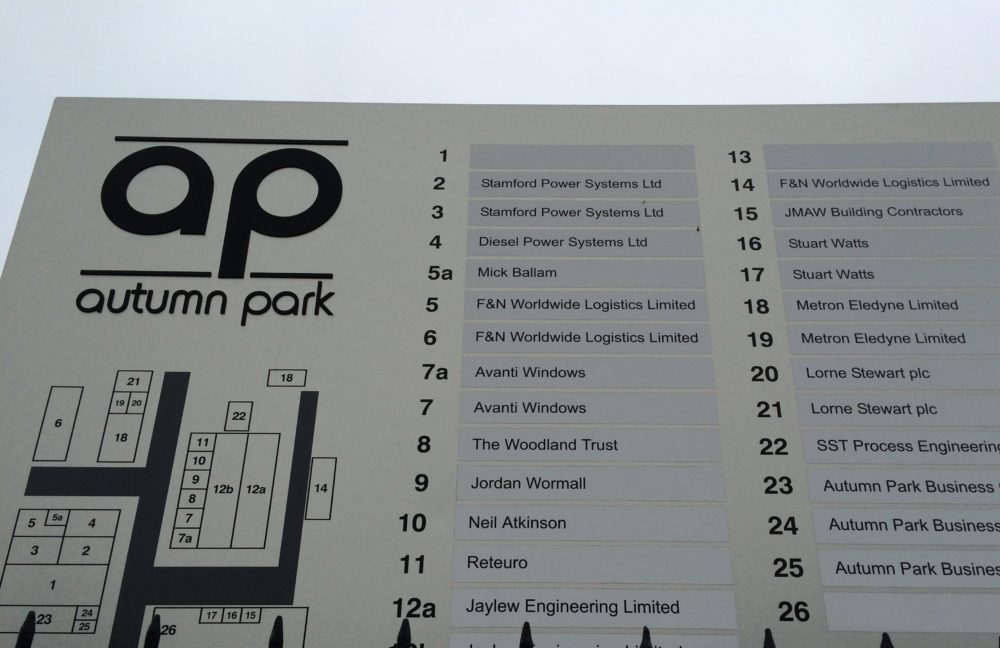 ap
autumn park
1
2 Stamford Power Systems Ltd
3 Stamford Power Systems Ltd
4 Diesel Power Systems Ltd
5a Mick Ballam
5 F&N Worldwide Logistics Limited
6 F&N Worldwide Logistics Limited
7a Avanti Windows
7 Avanti Windows
8 The Woodland Trust
9 Jordan Wormall
10 Neil Atkinson
11 Reteuro
12a Jaylew Engineering Limited
13
14 F&N Worldwide Logistics Limited
15 JMAW Building Contractors
16 Stuart Watts
17 Stuart Watts
18 Metron Eledyne Limited
19 Metron Eledyne Limited
20 Lorne Stewart plc
21 Lorne Stewart plc
22 SST Process Engineering
23 Autumn Park Business
24 Autumn Park Business
25 Autumn Park Busines
26
21
18
6
19 20
18
22
11
10
9
8
7
7a
12b 12a
14
5 5a 4
3 2
1
23
24
25
26
17 16 15